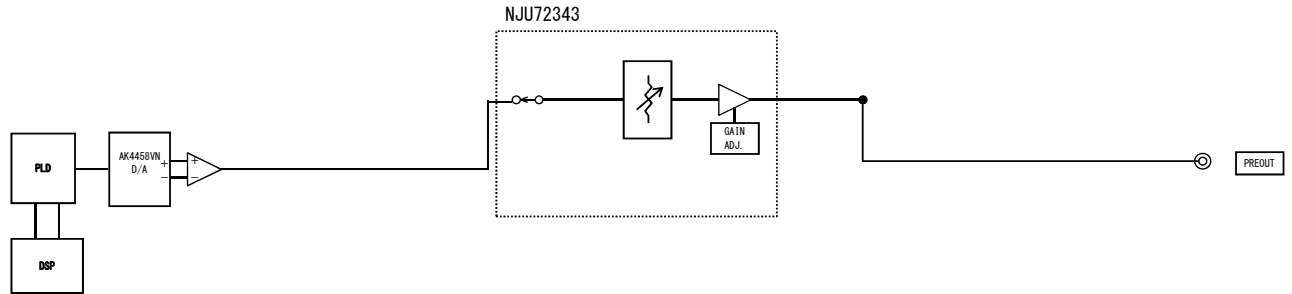 NJU72343
GAIN
ADJ.
PLD
AK4458VN
D/A
+
−
+
−
PREOUT
DSP